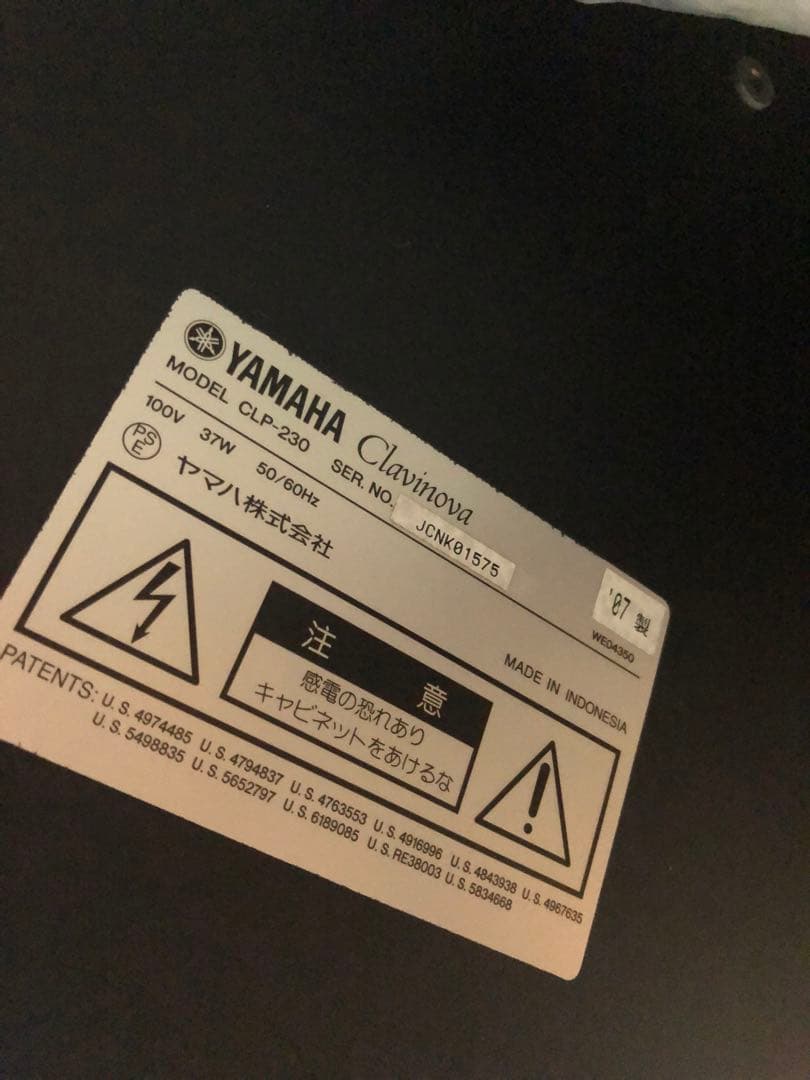 YAMAHA Clavinova
MODEL CLP-230 SER. NO. JCNK01575
100V 37W 50/60Hz
'07 製
WE04350
PSE ヤマハ株式会社
MADE IN INDONESIA
注意
感電の恐れあり
キャビネットをあけるな
PATENTS: U. S. 4974485 U. S. 4794837 U. S. 4763553 U. S. 4916996 U. S. 4843938 U. S. 4967635
U. S. 5498835 U. S. 5652797 U. S. 6189085 U. S. RE38003 U. S. 5834668